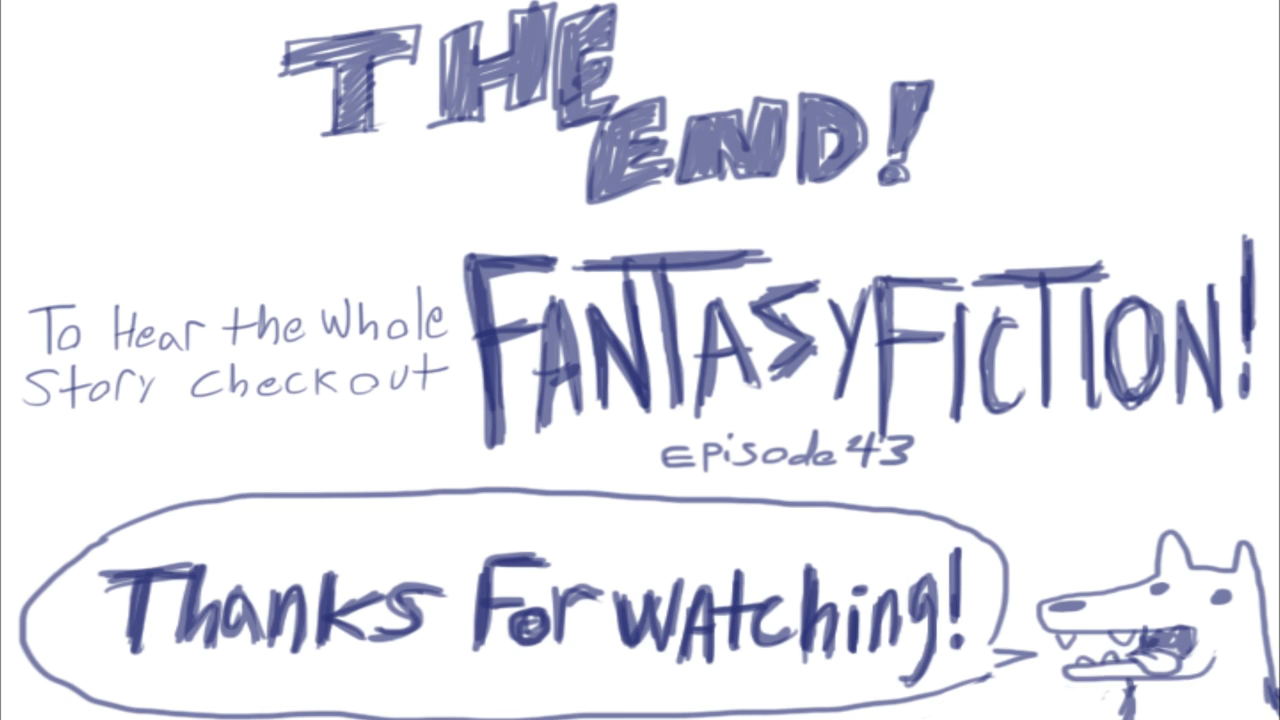 THE
END!
To Hear the Whole
Story checkout
FANTASYFICTION!
Episode 43
Thanks For Watching!